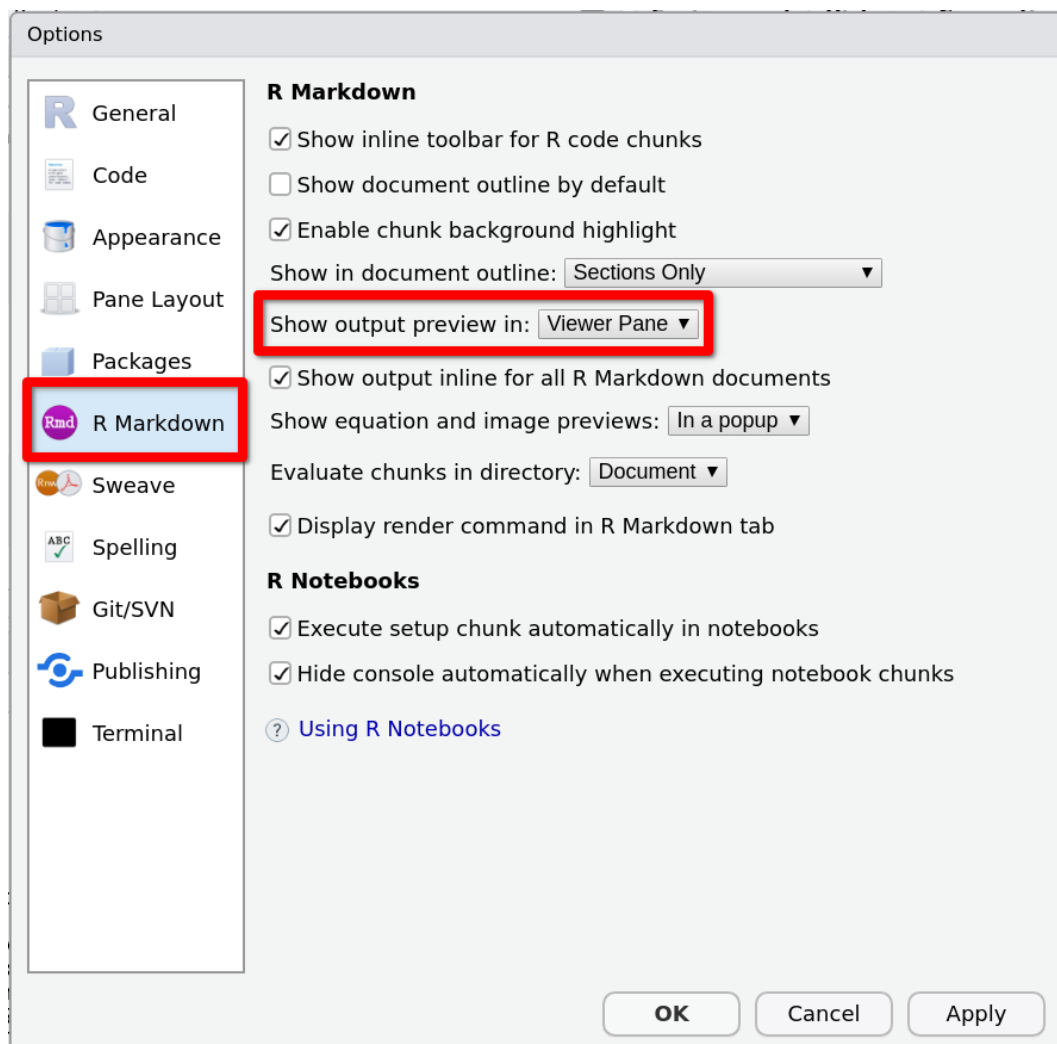 Options
General
Code
Appearance
Pane Layout
Packages
Rmd
R Markdown
Rnw
Sweave
ABC
Spelling
Git/SVN
Publishing
Terminal
R Markdown
Show inline toolbar for R code chunks
Show document outline by default
Enable chunk background highlight
Show in document outline: Sections Only
Show output preview in: Viewer Pane
Show output inline for all R Markdown documents
Show equation and image previews: In a popup
Evaluate chunks in directory: Document
Display render command in R Markdown tab
R Notebooks
Execute setup chunk automatically in notebooks
Hide console automatically when executing notebook chunks
? Using R Notebooks
OK Cancel Apply